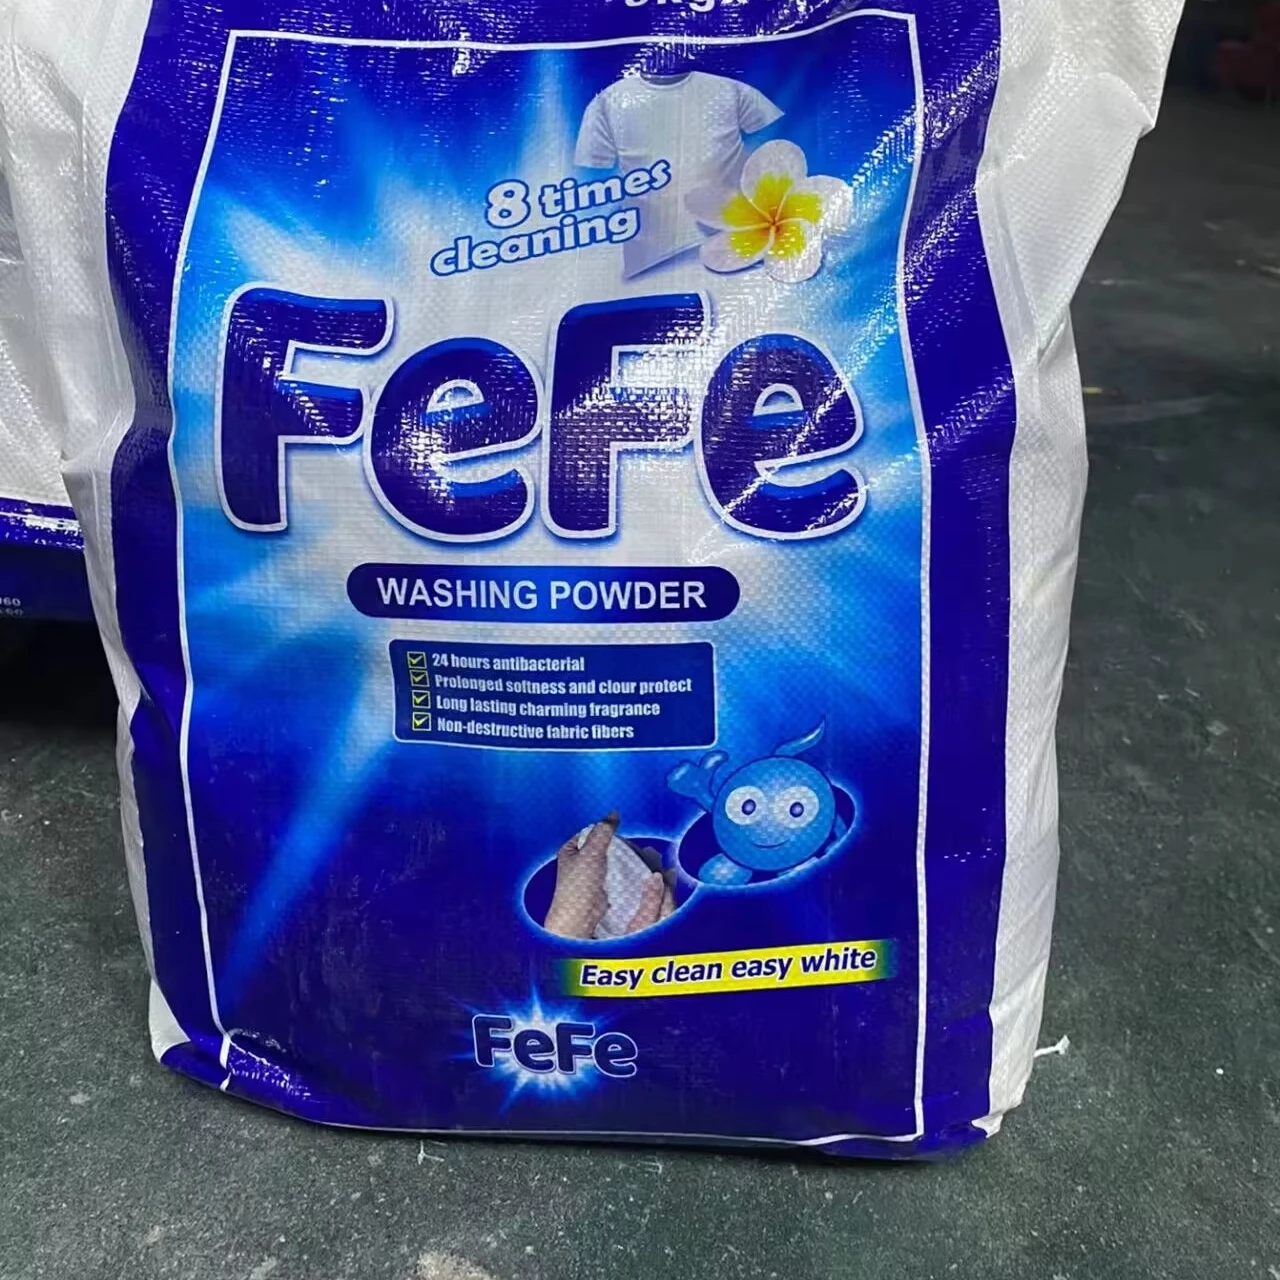 8 times
cleaning
FeFe
WASHING POWDER
24 hours antibacterial
Prolonged softness and clour protect
Long lasting charming fragrance
Non-destructive fabric fibers
Easy clean easy white
FeFe